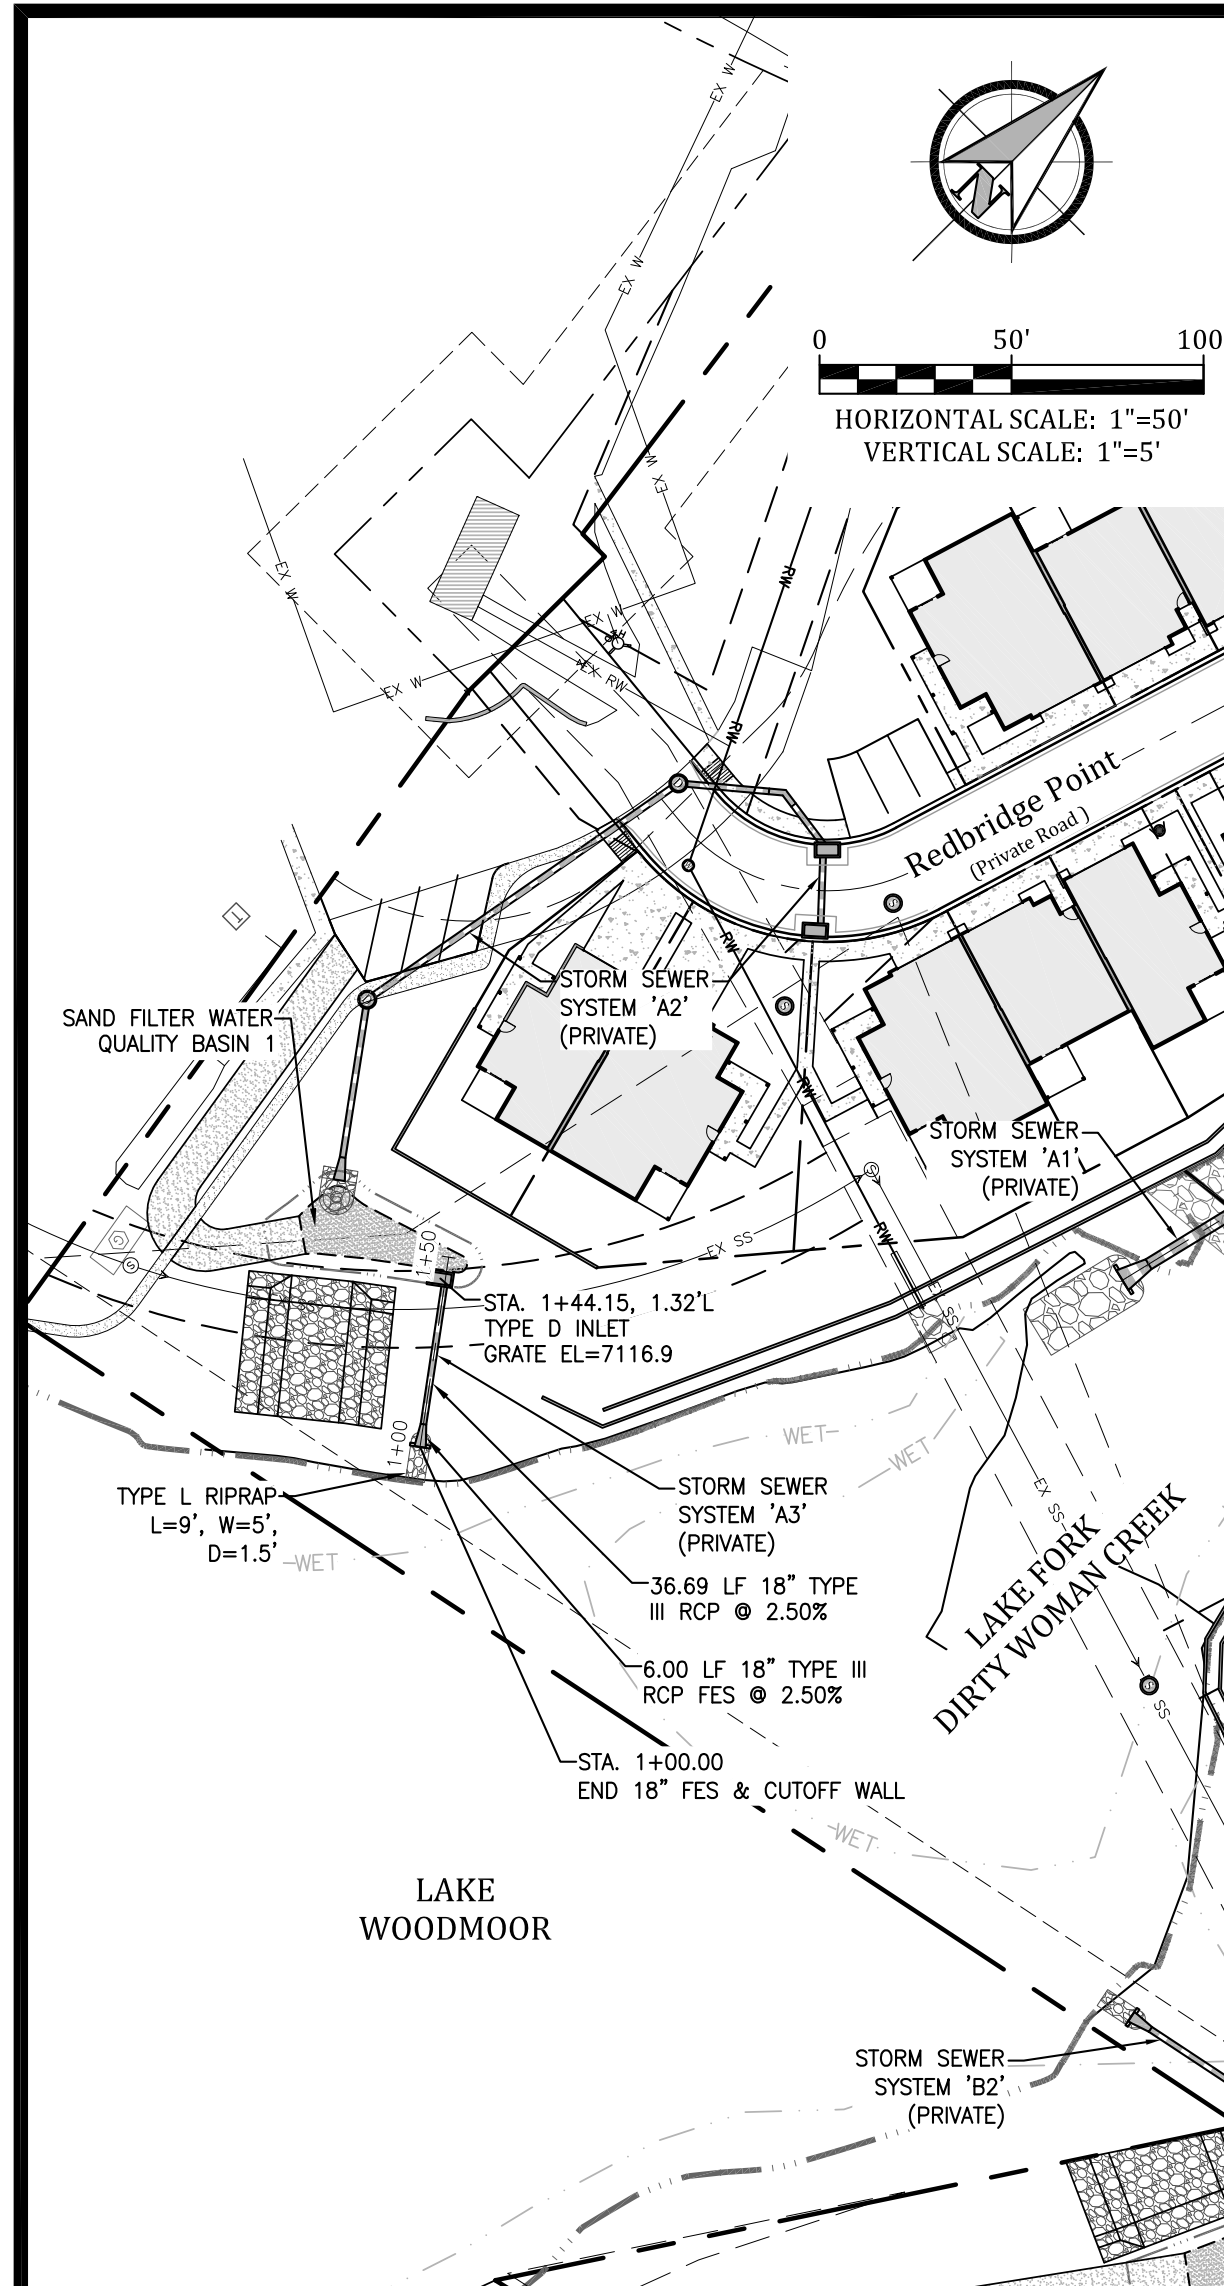 EX W
EX W
0 50' 100
HORIZONTAL SCALE: 1"=50'
VERTICAL SCALE: 1"=5'
EX W
EX W
RW
EX W
EX W
EX RW
RW
Redbridge Point
(Private Road)
RW
STORM SEWER
SYSTEM 'A2'
(PRIVATE)
SAND FILTER WATER
QUALITY BASIN 1
RW
STORM SEWER
SYSTEM 'A1'
(PRIVATE)
S
RW
EX SS
1+50
S
STA. 1+44.15, 1.32'L
TYPE D INLET
GRATE EL=7116.9
SS
1+00
WET
WET
TYPE L RIPRAP
L=9', W=5',
D=1.5'
STORM SEWER
SYSTEM 'A3'
(PRIVATE)
EX SS
WET
36.69 LF 18" TYPE
III RCP @ 2.50%
LAKE FORK
DIRTY WOMAN CREEK
6.00 LF 18" TYPE III
RCP FES @ 2.50%
SS
STA. 1+00.00
END 18" FES & CUTOFF WALL
WET
LAKE
WOODMOOR
STORM SEWER
SYSTEM 'B2'
(PRIVATE)